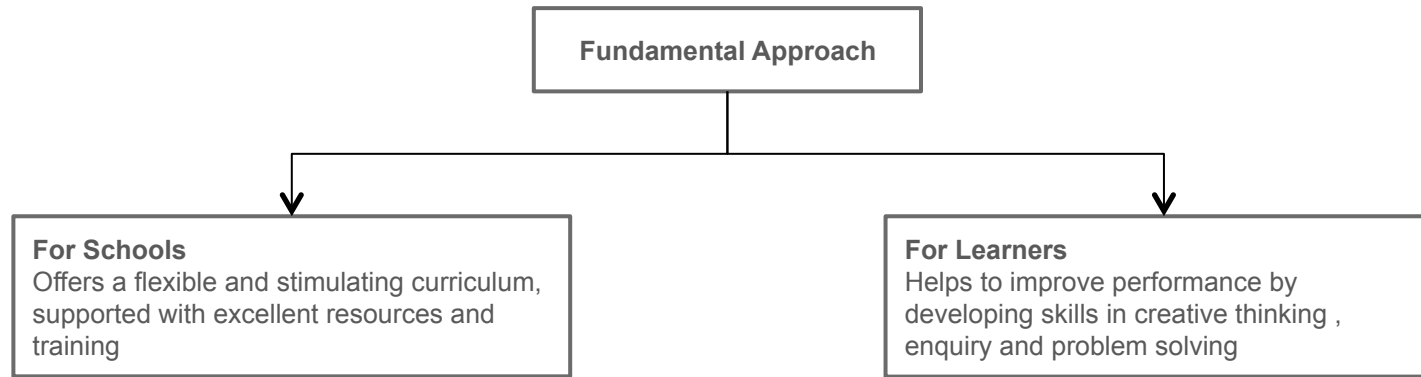 Fundamental Approach
For Schools
Offers a flexible and stimulating curriculum,
supported with excellent resources and
training
For Learners
Helps to improve performance by
developing skills in creative thinking ,
enquiry and problem solving